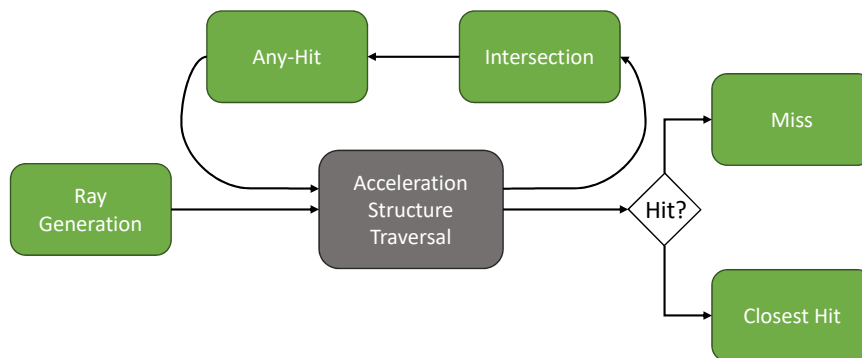 Any-Hit
Intersection
Miss
Ray
Generation
Acceleration
Structure
Traversal
Hit?
Closest Hit